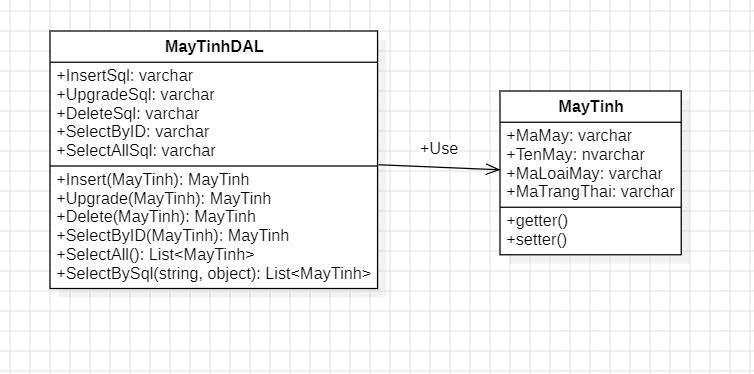 MayTinhDAL
+InsertSql: varchar
+UpgradeSql: varchar
+DeleteSql: varchar
+SelectByID: varchar
+SelectAllSql: varchar
+Insert(MayTinh): MayTinh
+Upgrade(MayTinh): MayTinh
+Delete(MayTinh): MayTinh
+SelectByID(MayTinh): MayTinh
+SelectAll(): List<MayTinh>
+SelectBySql(string, object): List<MayTinh>
+Use
MayTinh
+MaMay: varchar
+TenMay: nvarchar
+MaLoaiMay: varchar
+MaTrangThai: varchar
+getter()
+setter()